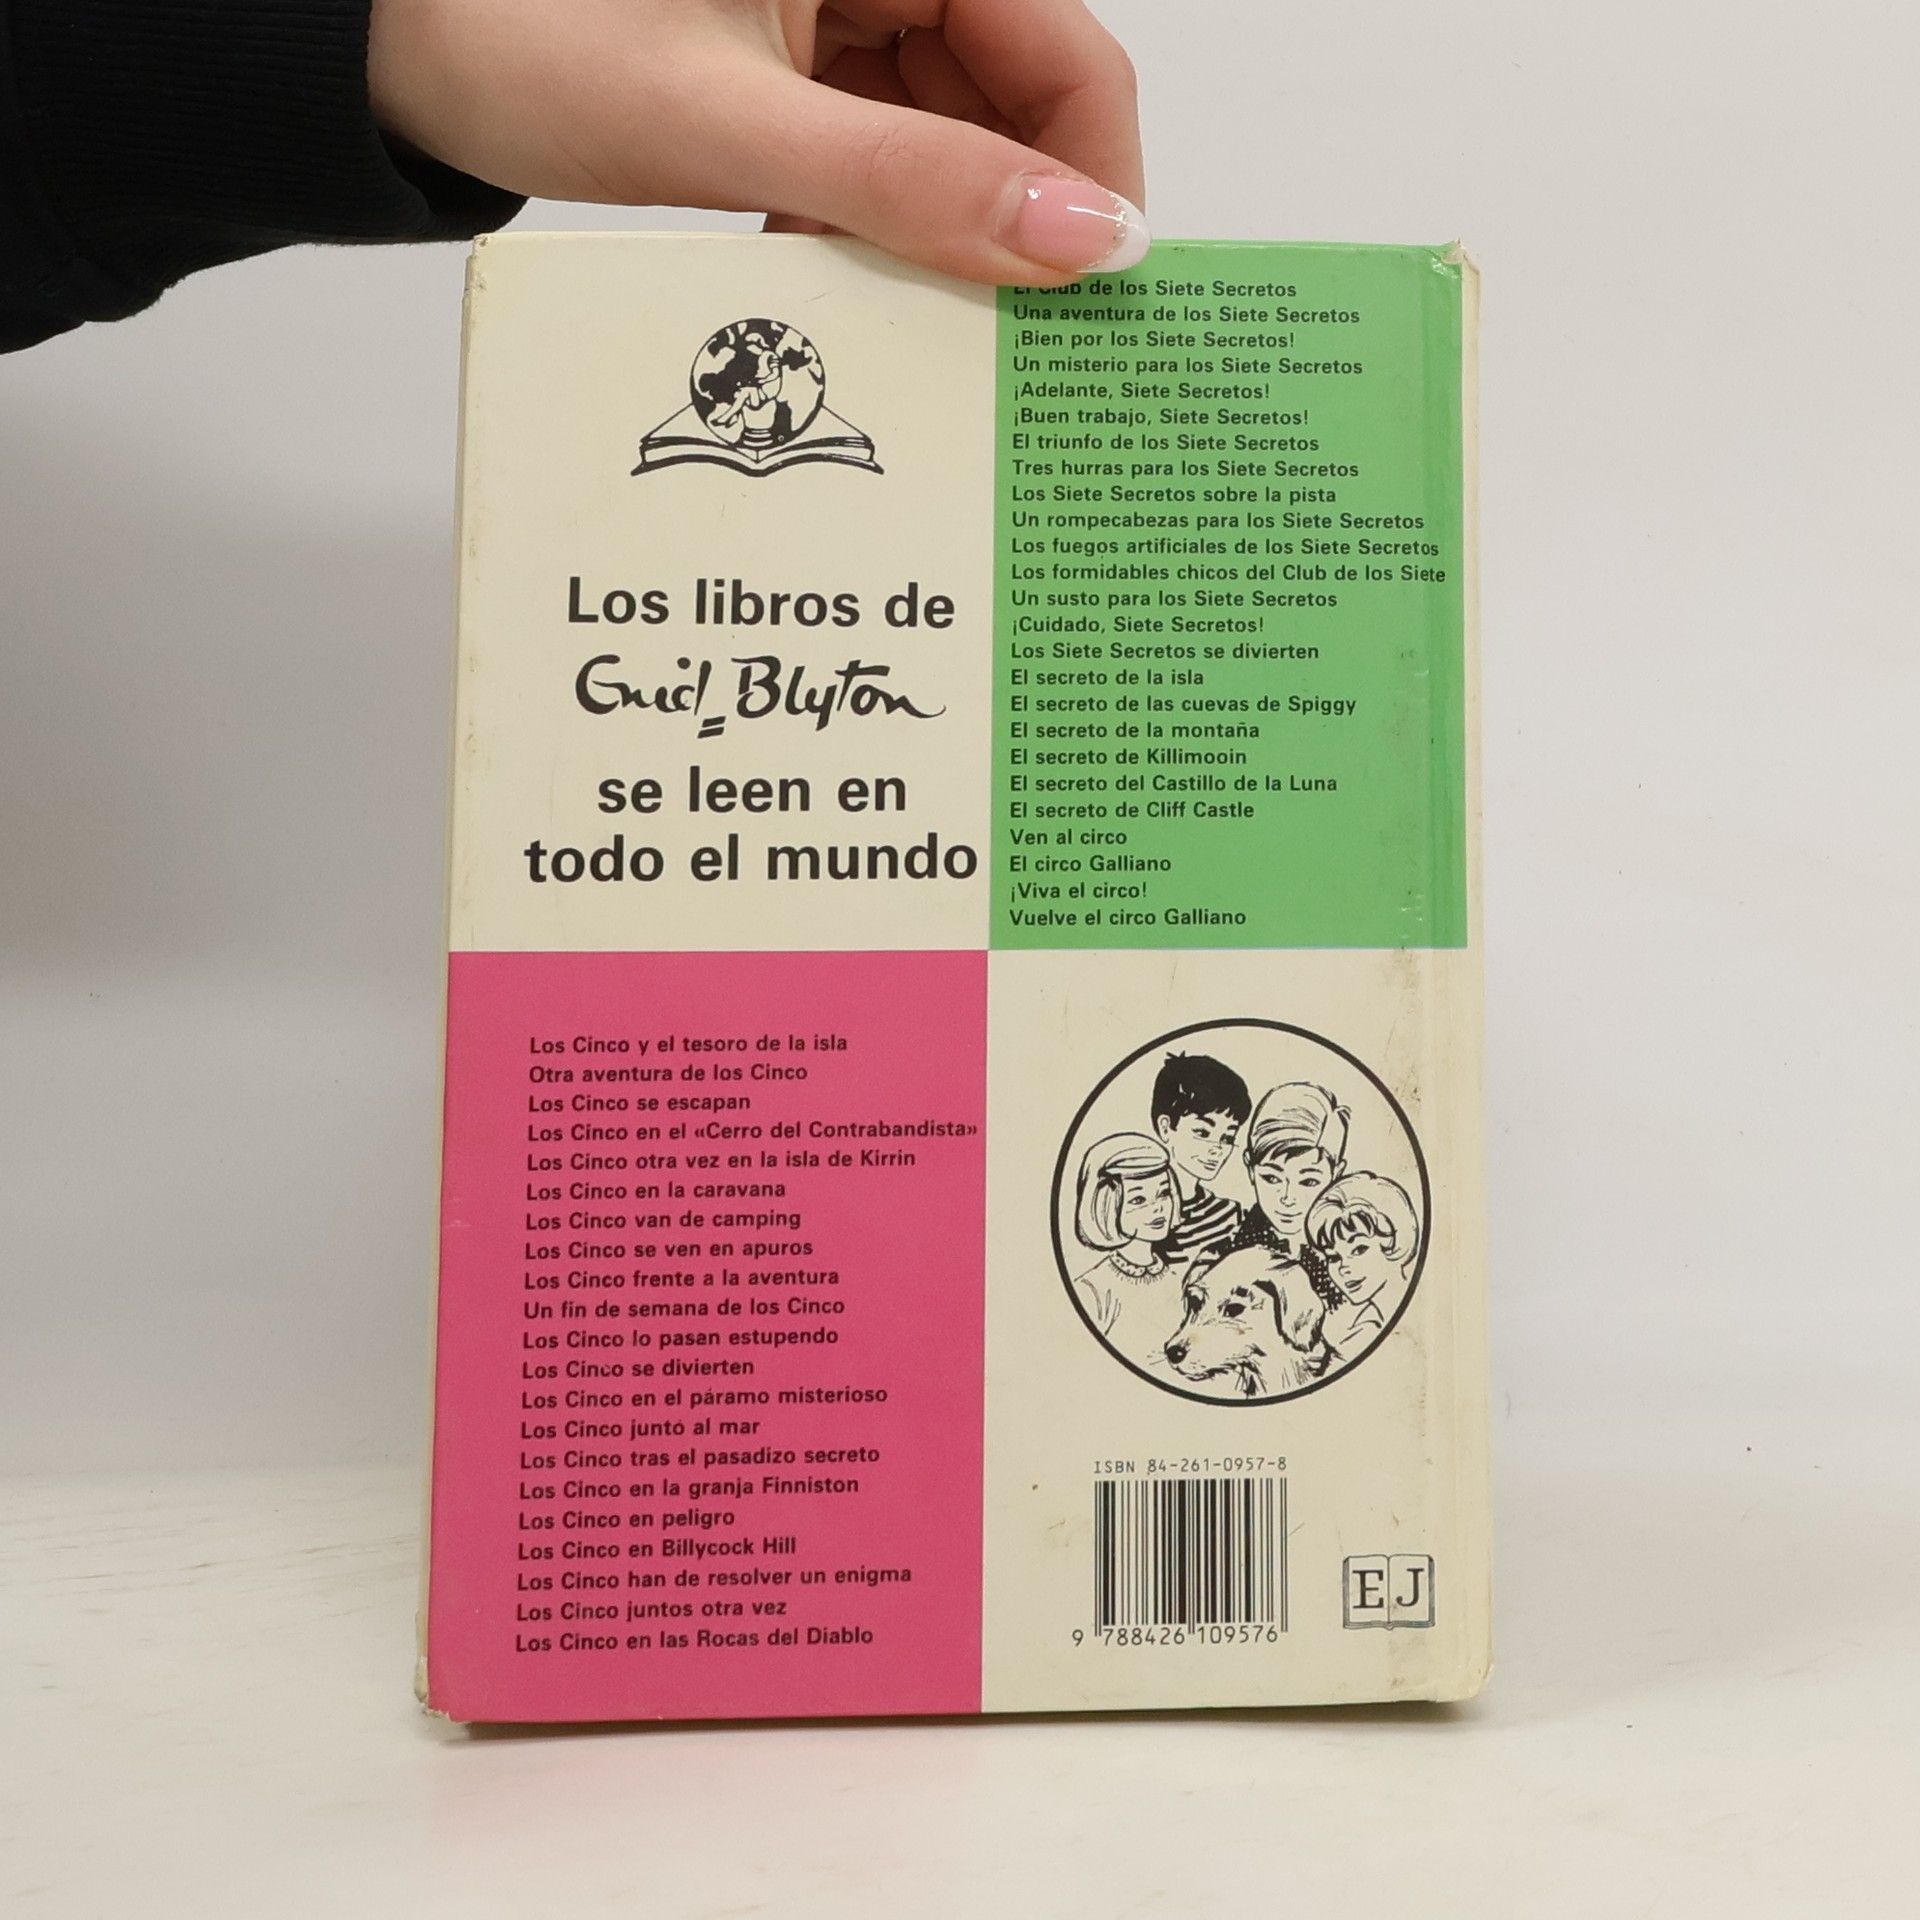 Los libros de
Enid Blyton
se leen en
todo el mundo
El Club de los Siete Secretos
Una aventura de los Siete Secretos
¡Bien por los Siete Secretos!
Un misterio para los Siete Secretos
¡Adelante, Siete Secretos!
¡Buen trabajo, Siete Secretos!
El triunfo de los Siete Secretos
Tres hurras para los Siete Secretos
Los Siete Secretos sobre la pista
Un rompecabezas para los Siete Secretos
Los fuegos artificiales de los Siete Secretos
Los formidables chicos del Club de los Siete
Un susto para los Siete Secretos
¡Cuidado, Siete Secretos!
Los Siete Secretos se divierten
El secreto de la isla
El secreto de las cuevas de Spiggy
El secreto de la montaña
El secreto de Killimooin
El secreto del Castillo de la Luna
El secreto de Cliff Castle
Ven al circo
El circo Galliano
¡Viva el circo!
Vuelve el circo Galliano
Los Cinco y el tesoro de la isla
Otra aventura de los Cinco
Los Cinco se escapan
Los Cinco en el «Cerro del Contrabandista»
Los Cinco otra vez en la isla de Kirrin
Los Cinco en la caravana
Los Cinco van de camping
Los Cinco se ven en apuros
Los Cinco frente a la aventura
Un fin de semana de los Cinco
Los Cinco lo pasan estupendo
Los Cinco se divierten
Los Cinco en el páramo misterioso
Los Cinco junto al mar
Los Cinco tras el pasadizo secreto
Los Cinco en la granja Finniston
Los Cinco en peligro
Los Cinco en Billycock Hill
Los Cinco han de resolver un enigma
Los Cinco juntos otra vez
Los Cinco en las Rocas del Diablo
ISBN 84-261-0957-8
9 788426 109576
EJ